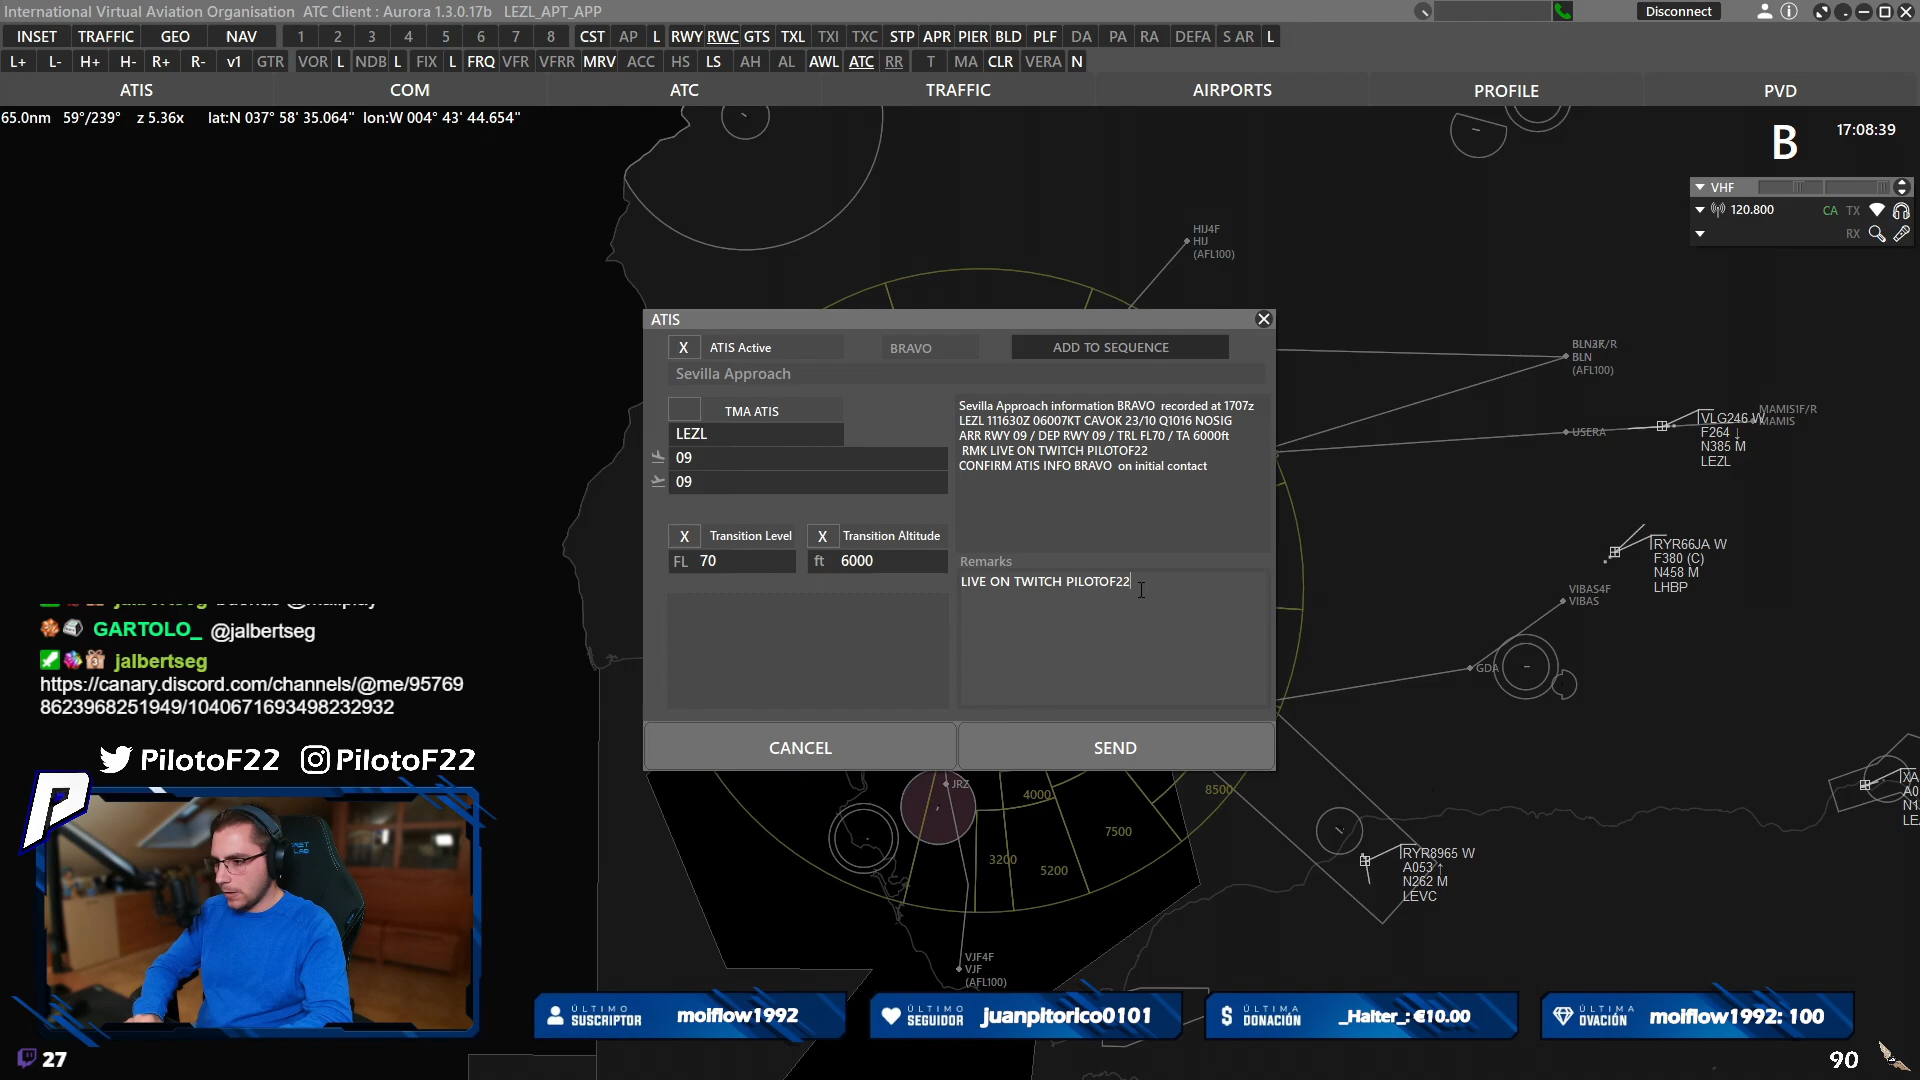 International Virtual Aviation Organisation ATC Client : Aurora 1.3.0.17b LEZL_APT_APP
Disconnect
INSET TRAFFIC GEO NAV 1 2 3 4 5 6 7 8 CST AP L RWY RWC GTS TXL TXI TXC STP APR PIER BLD PLF DA PA RA DEFA S AR L
L+ L- H+ H- R+ R- v1 GTR VOR L NDB L FIX L FRQ VFR VFRR MRV ACC HS LS AH AL AWL ATC RR T MA CLR VERA N
ATIS COM ATC TRAFFIC AIRPORTS PROFILE PVD
65.0nm 59°/239° z 5.36x lat:N 037° 58' 35.064" lon:W 004° 43' 44.654"
B 17:08:39
VHF
120.800 CA TX
RX
HIJ4F
HIJ
(AFL100)
BLN
(AFL100)
MAMIS1F/R
MAMIS
VLG246 W
F264 ↓
N385 M
LEZL
USERA
RYR66JA W
F380 (C)
N458 M
LHBP
VIBAS4F
VIBAS
GDA
RYR8965 W
A053 ↑
N262 M
LEVC
ATIS
X ATIS Active BRAVO ADD TO SEQUENCE
Sevilla Approach
TMA ATIS
LEZL
09
09
X Transition Level X Transition Altitude
FL 70 ft 6000
Sevilla Approach information BRAVO recorded at 1707z
LEZL 111630Z 06007KT CAVOK 23/10 Q1016 NOSIG
ARR RWY 09 / DEP RWY 09 / TRL FL70 / TA 6000ft
RMK LIVE ON TWITCH PILOTOF22
CONFIRM ATIS INFO BRAVO on initial contact
Remarks
LIVE ON TWITCH PILOTOF22
CANCEL SEND
JRZ
4000
8500
7500
3200
5200
VJF4F
VJF
(AFL100)
GARTOLO_ @jalbertseg
jalbertseg
https://canary.discord.com/channels/@me/95769
8623968251949/1040671693498232932
PilotoF22 PilotoF22
ÚLTIMO SUSCRIPTOR moiflow1992
ÚLTIMO SEGUIDOR juanpitorico0101
ÚLTIMA DONACIÓN _Halter_: €10.00
ÚLTIMA OVACIÓN moiflow1992: 100
27
90